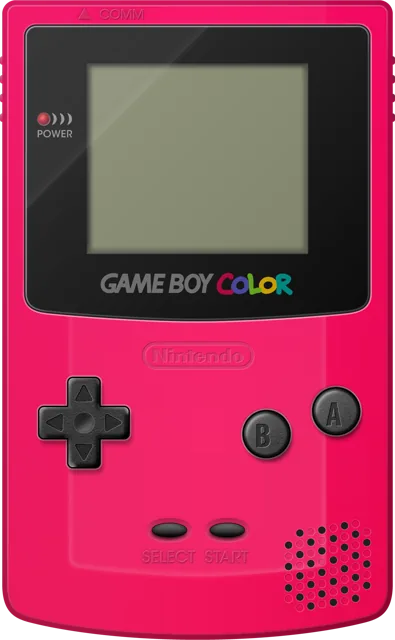 COMM
POWER
GAME BOY COLOR
Nintendo
A
B
SELECT START